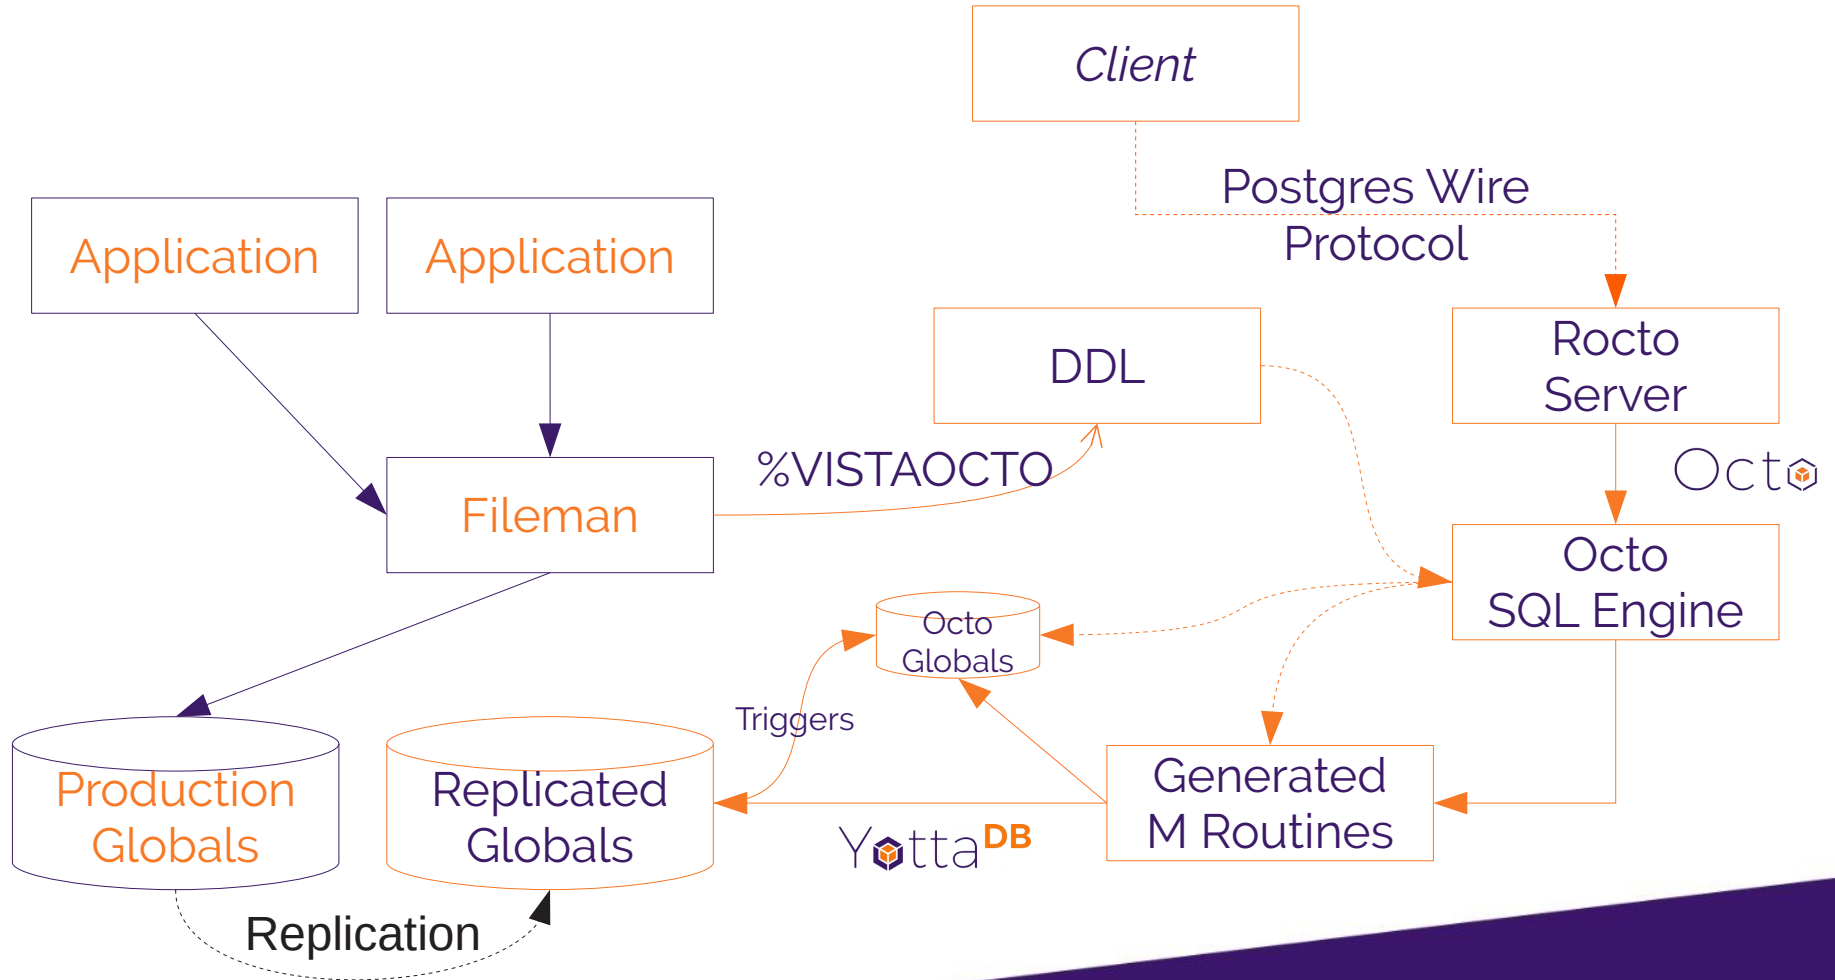 Client
Postgres Wire
Protocol
Application
Application
Rocto
Server
DDL
%VISTAOCTO
Octo
Fileman
Octo
SQL Engine
Octo
Globals
Triggers
Production
Globals
Replicated
Globals
Generated
M Routines
YottaDB
Replication